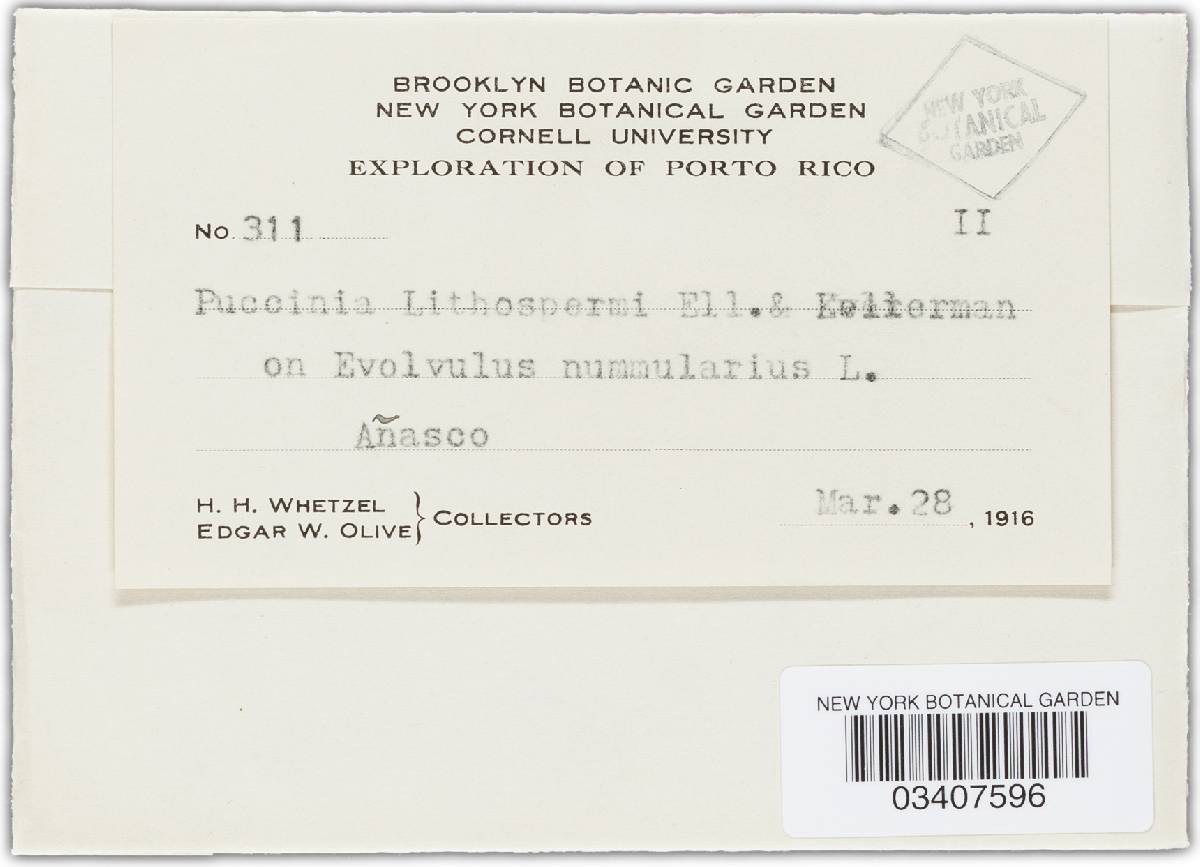 BROOKLYN BOTANIC GARDEN
NEW YORK BOTANICAL GARDEN
CORNELL UNIVERSITY
EXPLORATION OF PORTO RICO
NEW YORK
BOTANICAL
GARDEN
No. 311
II
Puccinia Lithospermi Ell.& Kellerman
on Evolvulus nummularius L.
Añasco
H. H. WHETZEL
EDGAR W. OLIVE } COLLECTORS
Mar.28, 1916
NEW YORK BOTANICAL GARDEN
03407596